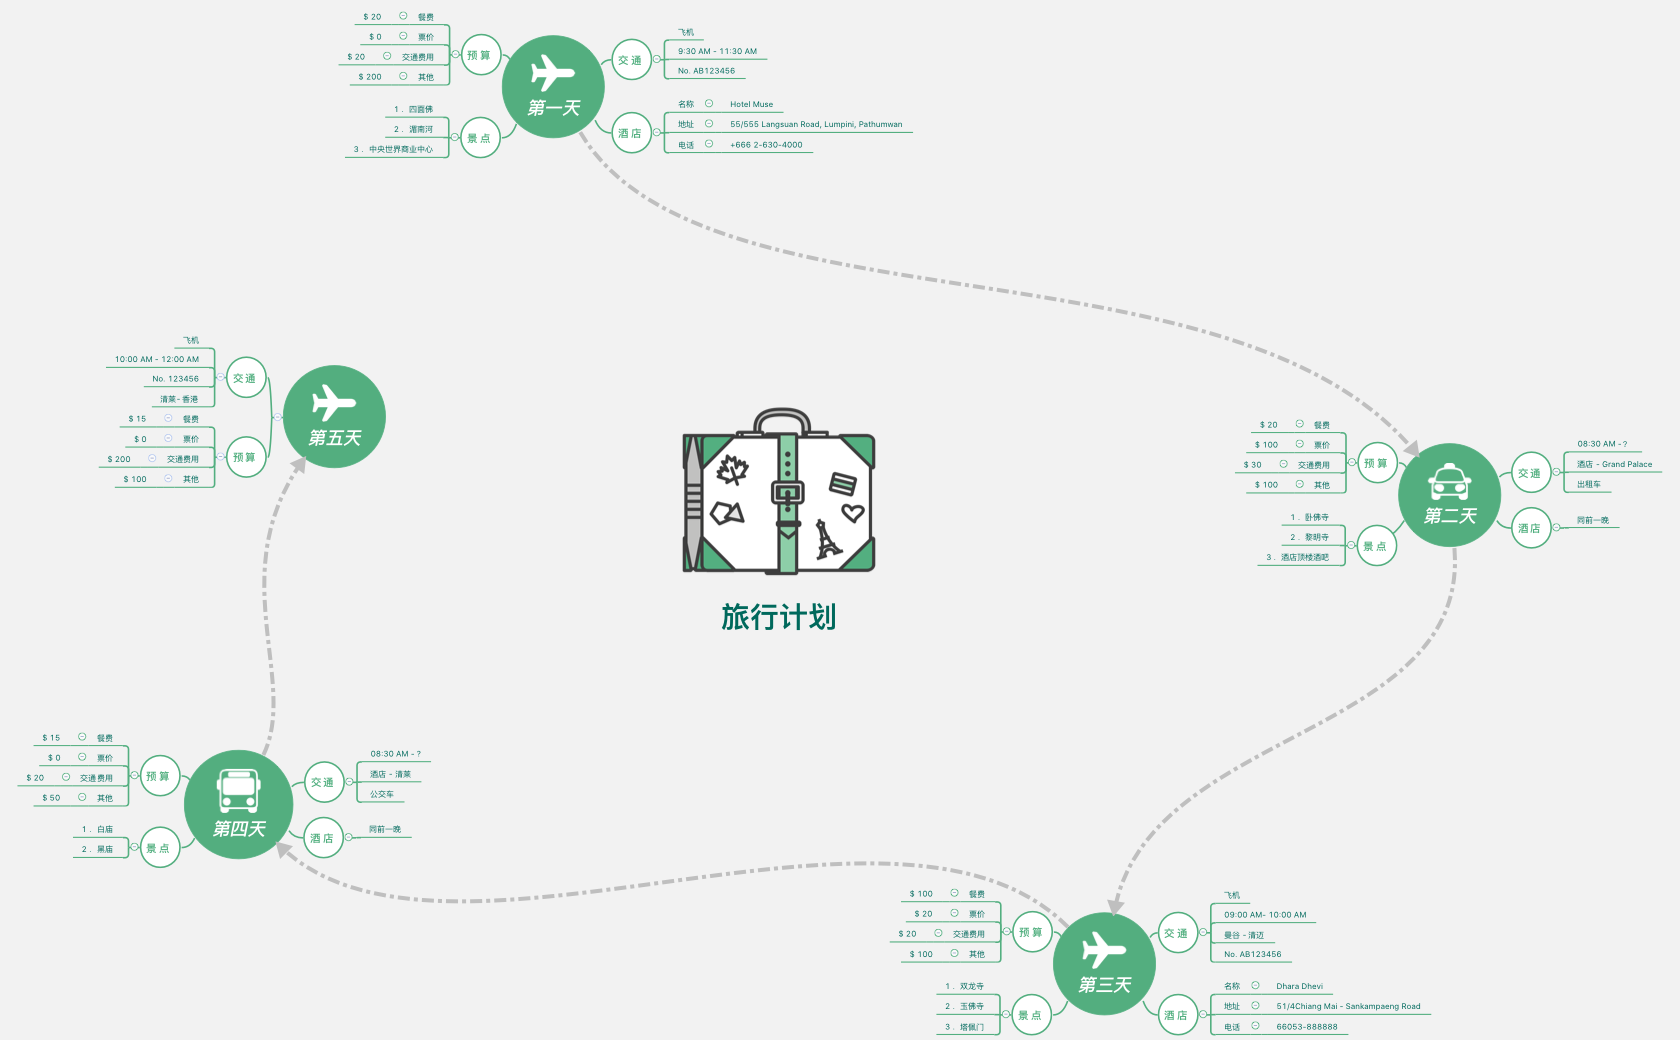 旅行计划
第一天
预算
$ 20 餐费
$ 0 票价
$ 20 交通费用
$ 200 其他
景点
1 . 四面佛
2 . 湄南河
3 . 中央世界商业中心
交通
飞机
9:30 AM - 11:30 AM
No. AB123456
酒店
名称 Hotel Muse
地址 55/555 Langsuan Road, Lumpini, Pathumwan
电话 +666 2-630-4000
第二天
预算
$ 20 餐费
$ 100 票价
$ 30 交通费用
$ 100 其他
景点
1 . 卧佛寺
2 . 黎明寺
3 . 酒店顶楼酒吧
交通
08:30 AM - ?
酒店 - Grand Palace
出租车
酒店
同前一晚
第三天
预算
$ 100 餐费
$ 20 票价
$ 20 交通费用
$ 100 其他
景点
1 . 双龙寺
2 . 玉佛寺
3 . 塔佩门
交通
飞机
09:00 AM- 10:00 AM
曼谷 - 清迈
No. AB123456
酒店
名称 Dhara Dhevi
地址 51/4Chiang Mai - Sankampaeng Road
电话 66053-888888
第四天
预算
$ 15 餐费
$ 0 票价
$ 20 交通费用
$ 50 其他
景点
1 . 白庙
2 . 黑庙
交通
08:30 AM - ?
酒店 - 清莱
公交车
酒店
同前一晚
第五天
交通
飞机
10:00 AM - 12:00 AM
No. 123456
清莱- 香港
预算
$ 15 餐费
$ 0 票价
$ 200 交通费用
$ 100 其他